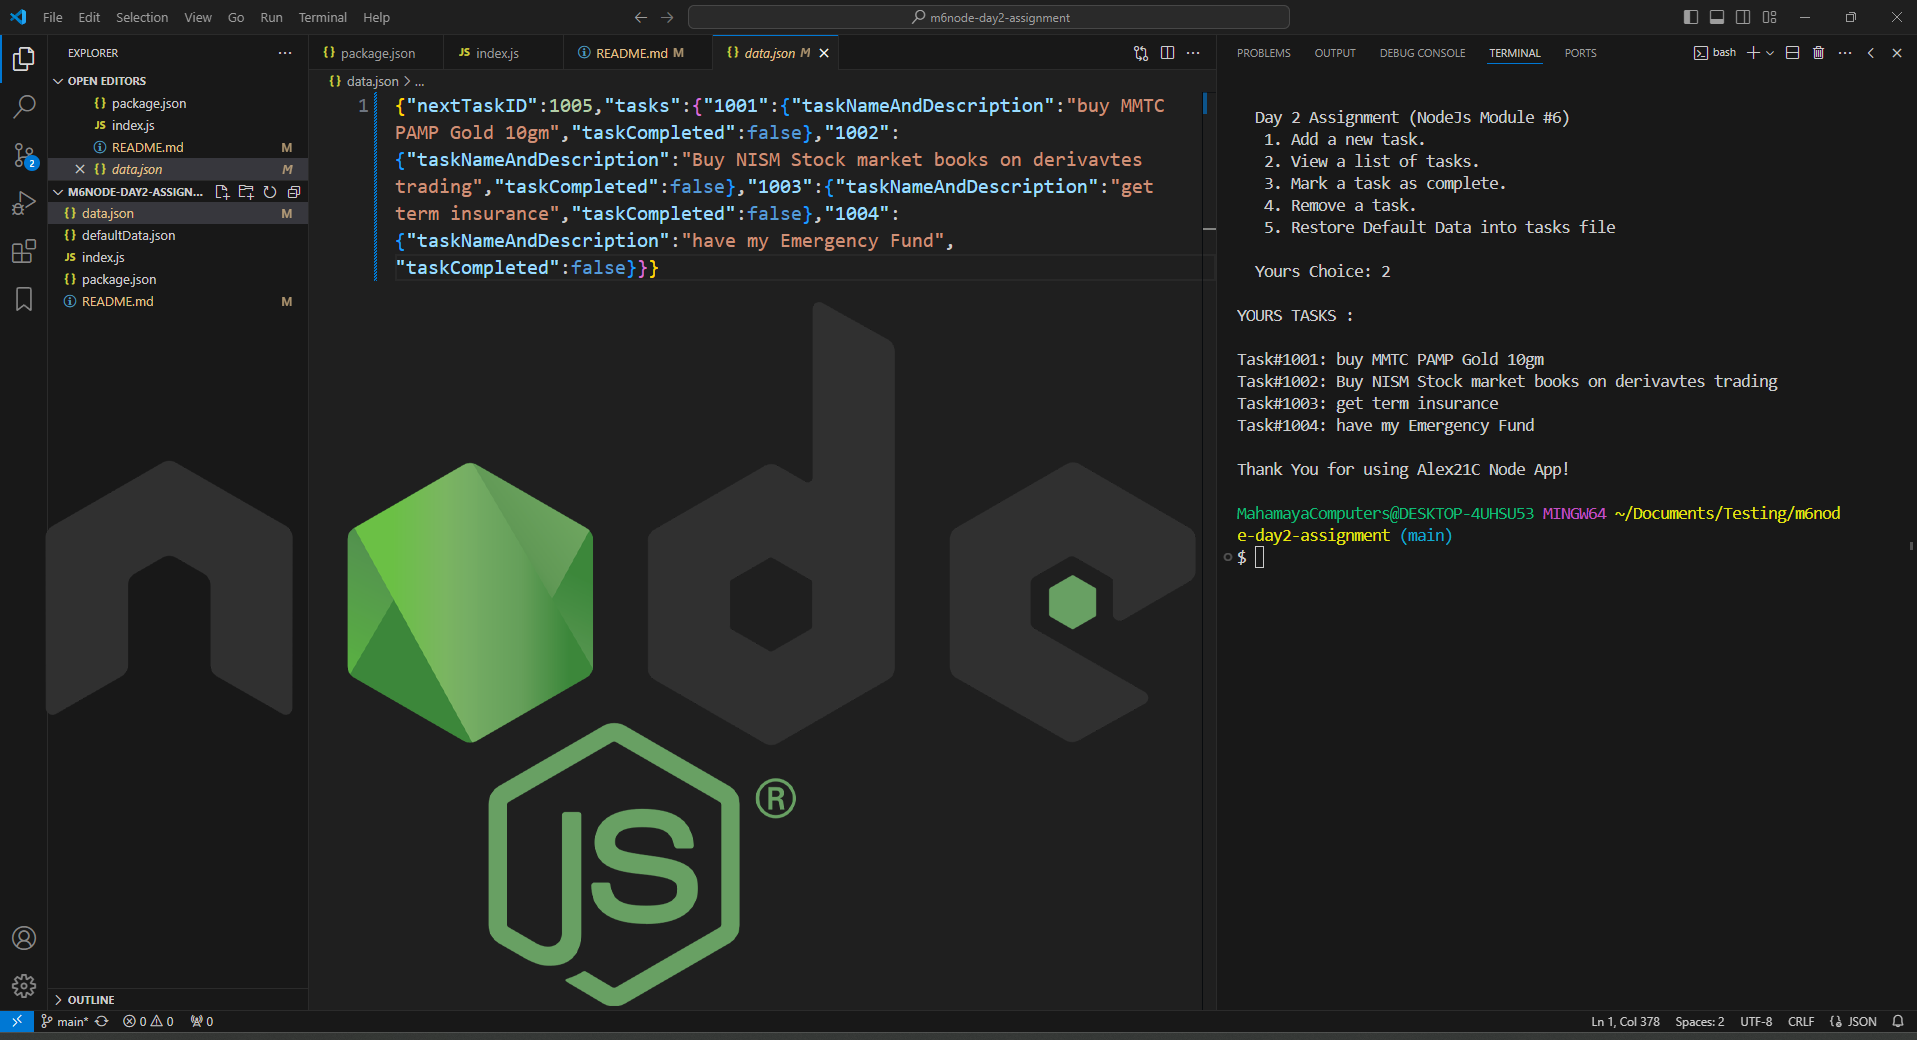 File Edit Selection View Go Run Terminal Help
m6node-day2-assignment
EXPLORER
OPEN EDITORS
package.json
index.js
README.md M
data.json M
M6NODE-DAY2-ASSIGN...
data.json M
defaultData.json
index.js
package.json
README.md M
OUTLINE
package.json
JS index.js
README.md M
data.json M
data.json > ...
1
{"nextTaskID":1005,"tasks":{"1001":{"taskNameAndDescription":"buy MMTC
PAMP Gold 10gm","taskCompleted":false},"1002":
{"taskNameAndDescription":"Buy NISM Stock market books on derivavtes
trading","taskCompleted":false},"1003":{"taskNameAndDescription":"get
term insurance","taskCompleted":false},"1004":
{"taskNameAndDescription":"have my Emergency Fund",
"taskCompleted":false}}}
de
JS ®
PROBLEMS OUTPUT DEBUG CONSOLE TERMINAL PORTS
bash
Day 2 Assignment (NodeJs Module #6)
1. Add a new task.
2. View a list of tasks.
3. Mark a task as complete.
4. Remove a task.
5. Restore Default Data into tasks file
Yours Choice: 2
YOURS TASKS :
Task#1001: buy MMTC PAMP Gold 10gm
Task#1002: Buy NISM Stock market books on derivavtes trading
Task#1003: get term insurance
Task#1004: have my Emergency Fund
Thank You for using Alex21C Node App!
MahamayaComputers@DESKTOP-4UHSU53 MINGW64 ~/Documents/Testing/m6nod
e-day2-assignment (main)
$
main* 0 0 0
Ln 1, Col 378 Spaces: 2 UTF-8 CRLF {} JSON